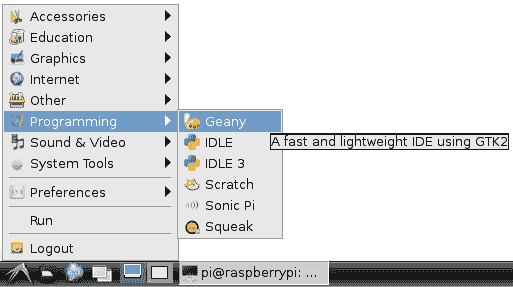 Accessories
Education
Graphics
Internet
Other
Programming
Sound & Video
System Tools
Preferences
Run
Logout
Geany
IDLE
IDLE 3
Scratch
Sonic Pi
Squeak
A fast and lightweight IDE using GTK2
pi@raspberrypi: ...